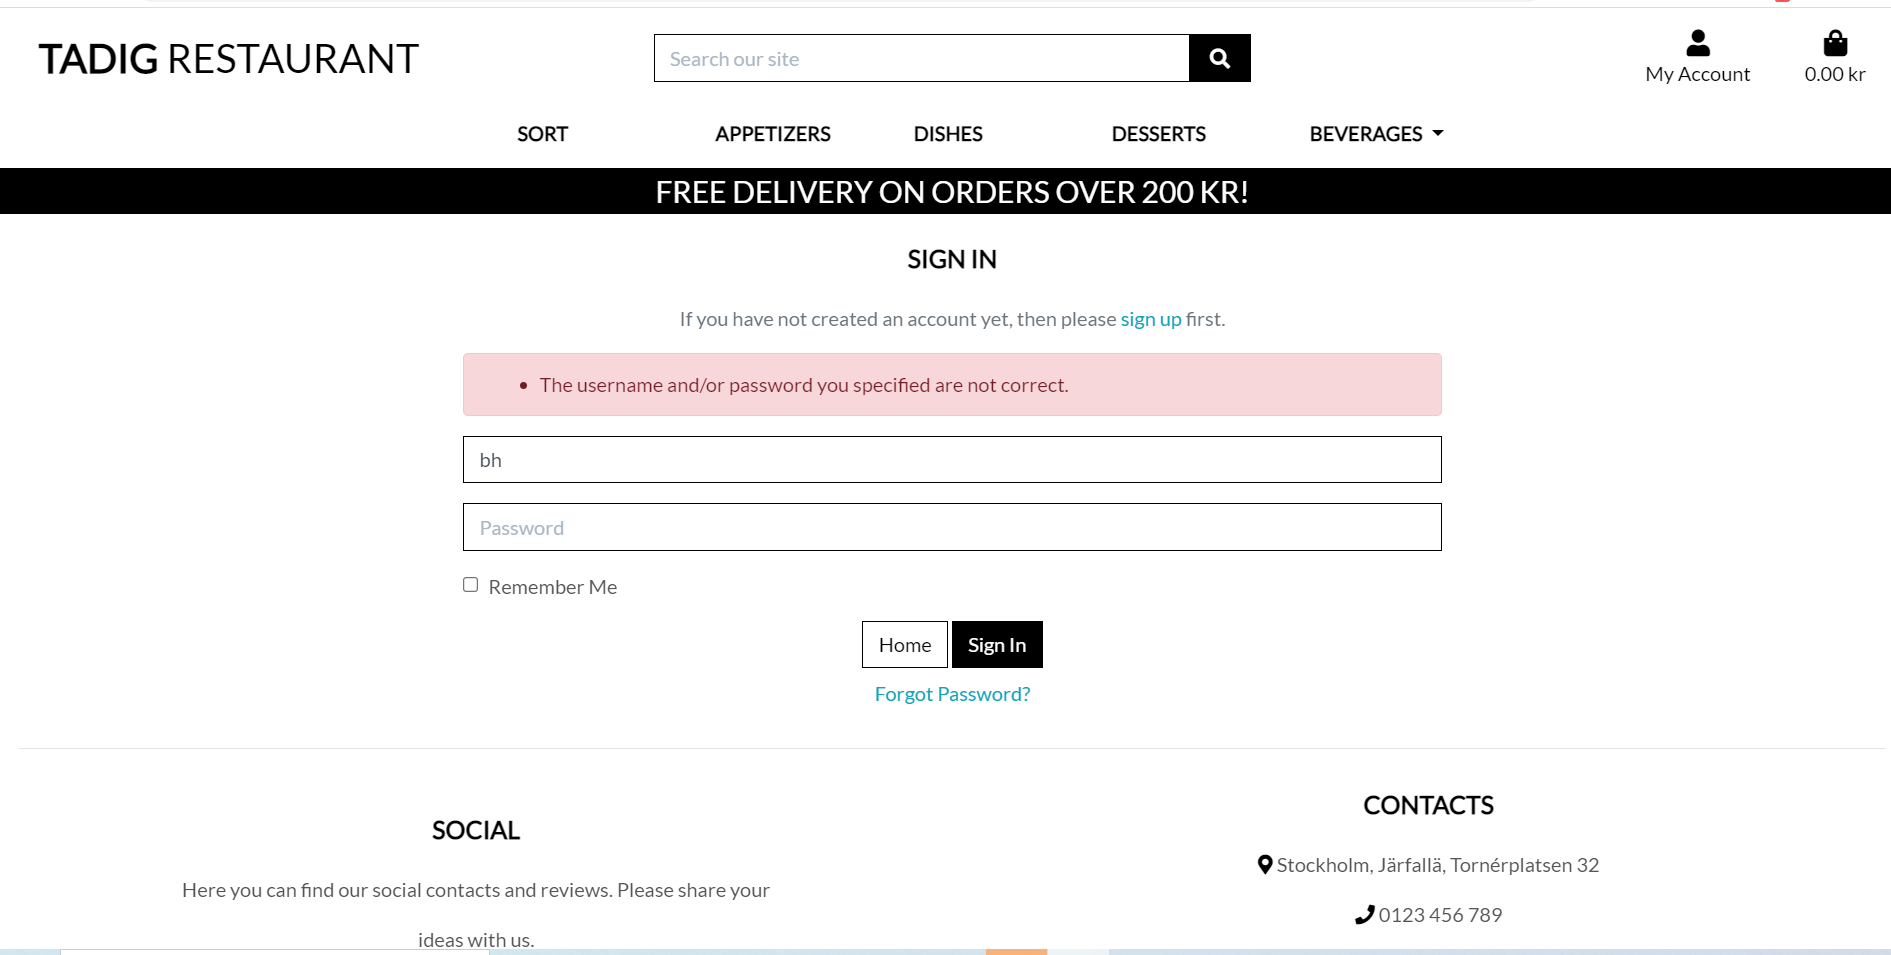 TADIG RESTAURANT
Search our site
My Account
0.00 kr
SORT
APPETIZERS
DISHES
DESSERTS
BEVERAGES
FREE DELIVERY ON ORDERS OVER 200 KR!
SIGN IN
If you have not created an account yet, then please sign up first.
The username and/or password you specified are not correct.
bh
Password
Remember Me
Home
Sign In
Forgot Password?
SOCIAL
Here you can find our social contacts and reviews. Please share your
ideas with us.
CONTACTS
Stockholm, Järfallä, Tornérplatsen 32
0123 456 789